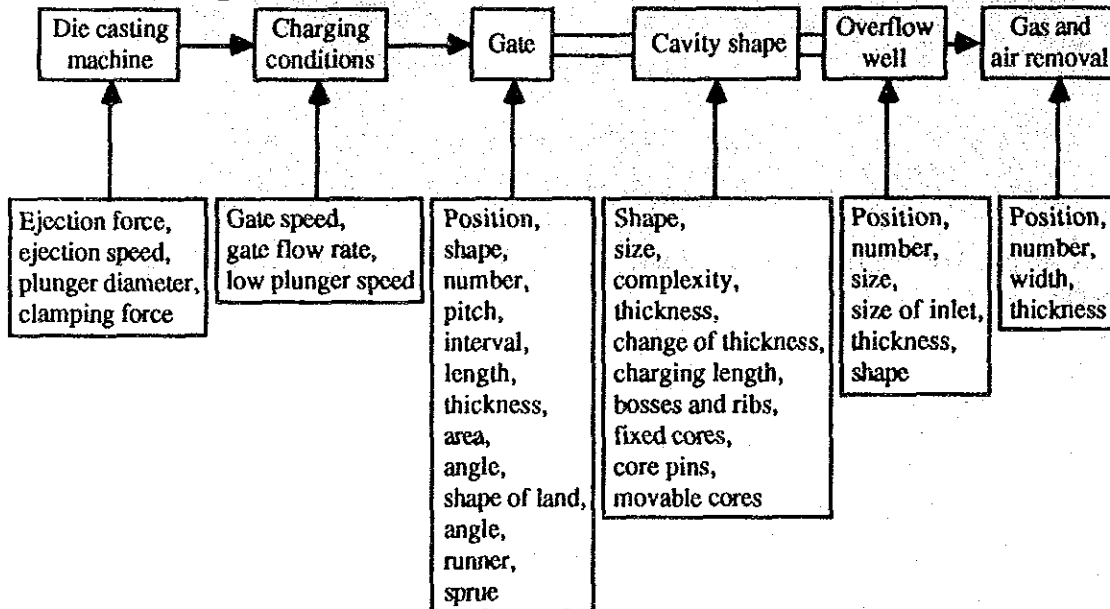 Die casting
machine
Charging
conditions
Gate
Cavity shape
Overflow
well
Gas and
air removal
Ejection force,
ejection speed,
plunger diameter,
clamping force
Gate speed,
gate flow rate,
low plunger speed
Position,
shape,
number,
pitch,
interval,
length,
thickness,
area,
angle,
shape of land,
angle,
runner,
sprue
Shape,
size,
complexity,
thickness,
change of thickness,
charging length,
bosses and ribs,
fixed cores,
core pins,
movable cores
Position,
number,
size,
size of inlet,
thickness,
shape
Position,
number,
width,
thickness